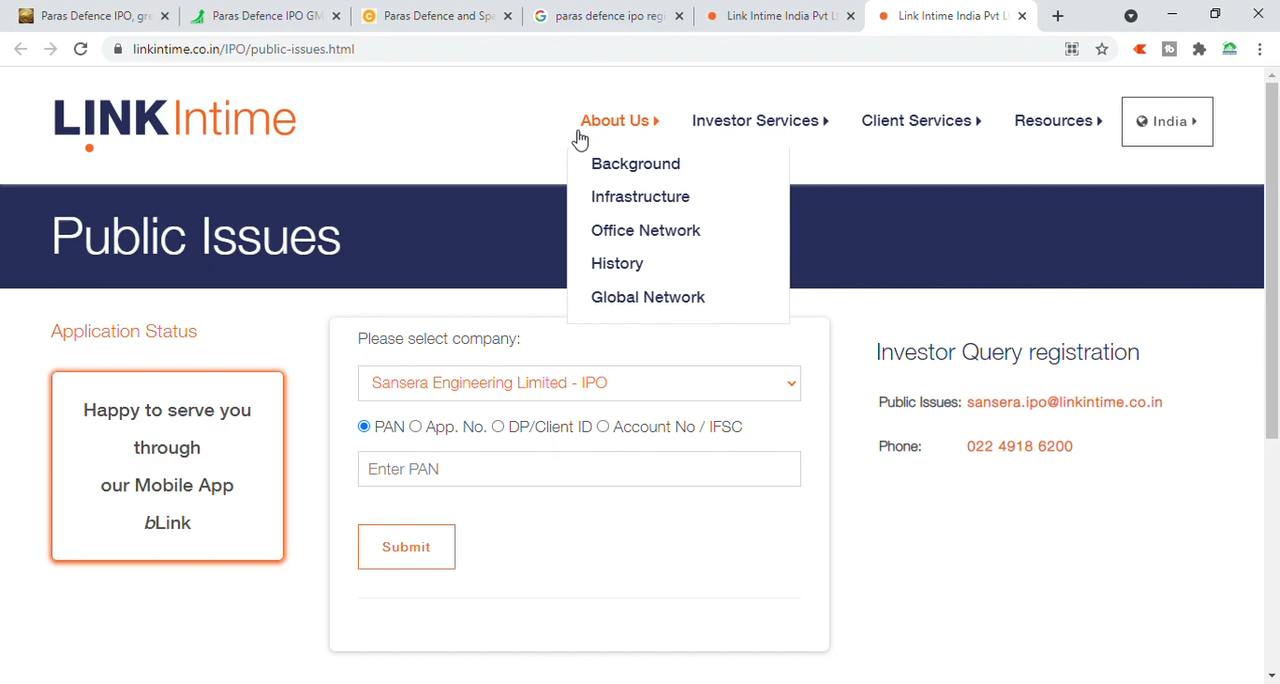 Paras Defence IPO, gre
Paras Defence IPO GM
Paras Defence and Spa
paras defence ipo regi
Link Intime India Pvt Lt
Link Intime India Pvt Lt
linkintime.co.in/IPO/public-issues.html
LINK Intime
About Us
Investor Services
Client Services
Resources
India
Background
Infrastructure
Office Network
History
Global Network
Public Issues
Application Status
Happy to serve you
through
our Mobile App
bLink
Please select company:
Sansera Engineering Limited - IPO
PAN App. No. DP/Client ID Account No / IFSC
Enter PAN
Submit
Investor Query registration
Public Issues: sansera.ipo@linkintime.co.in
Phone: 022 4918 6200